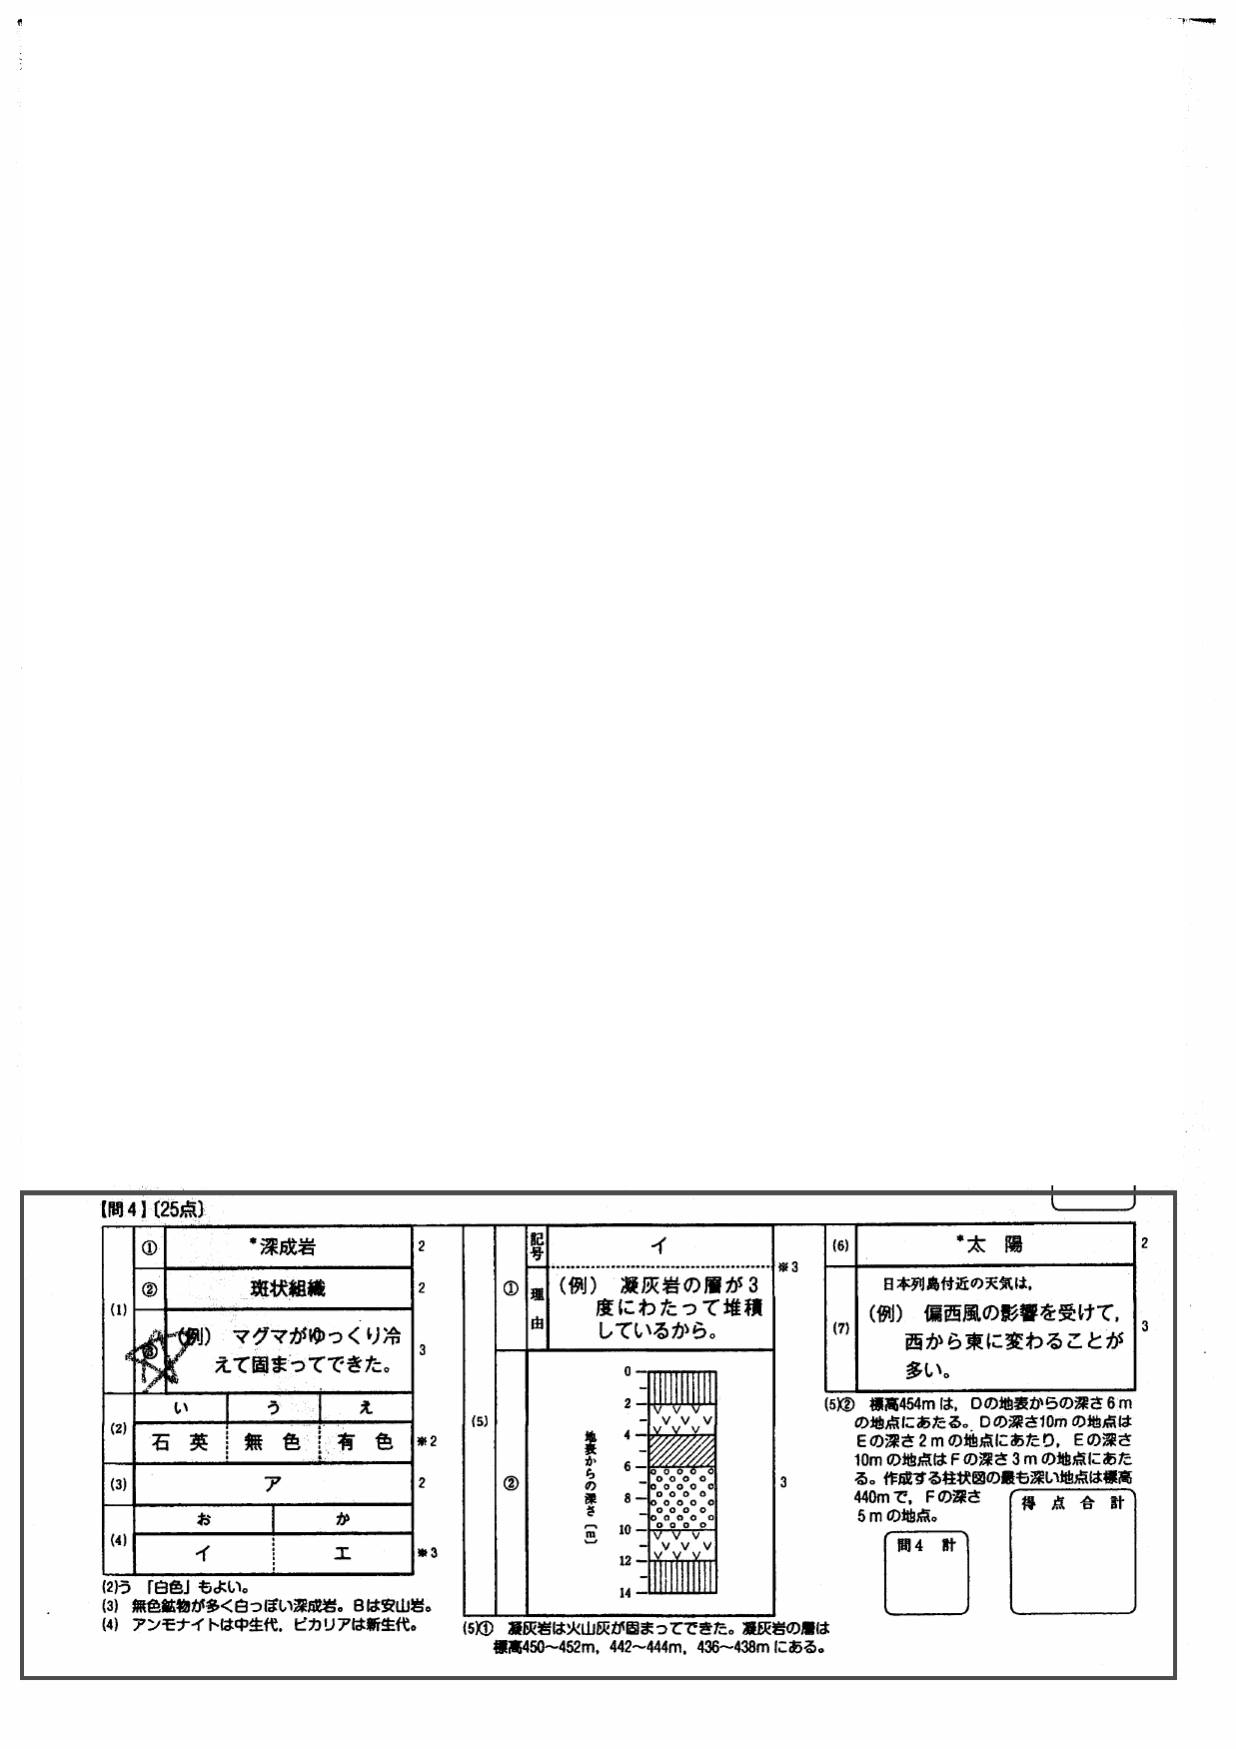 【問4】〔25点〕
(1)
①
*深成岩
2
②
斑状組織
2
③
(例) マグマがゆっくり冷
えて固まってできた。
3
(2)
い
う
え
石 英
無 色
有 色
※2
(3)
ア
2
(4)
お
か
イ
エ
※3
(2)う 「白色」もよい。
(3) 無色鉱物が多く白っぽい深成岩。Bは安山岩。
(4) アンモナイトは中生代，ビカリアは新生代。
(5)
①
記号
イ
理由
(例) 凝灰岩の層が3
度にわたって堆積
しているから。
※3
②
地表からの深さ〔m〕
0
2
4
6
8
10
12
14
3
(5)① 凝灰岩は火山灰が固まってできた。凝灰岩の層は
標高450～452m，442～444m，436～438mにある。
(6)
*太 陽
2
(7)
日本列島付近の天気は，
(例) 偏西風の影響を受けて，
西から東に変わることが
多い。
3
(5)② 標高454mは，Dの地表からの深さ6m
の地点にあたる。Dの深さ10mの地点は
Eの深さ2mの地点にあたり，Eの深さ
10mの地点はFの深さ3mの地点にあた
る。作成する柱状図の最も深い地点は標高
440mで，Fの深さ
5mの地点。
問4 計
得点合計